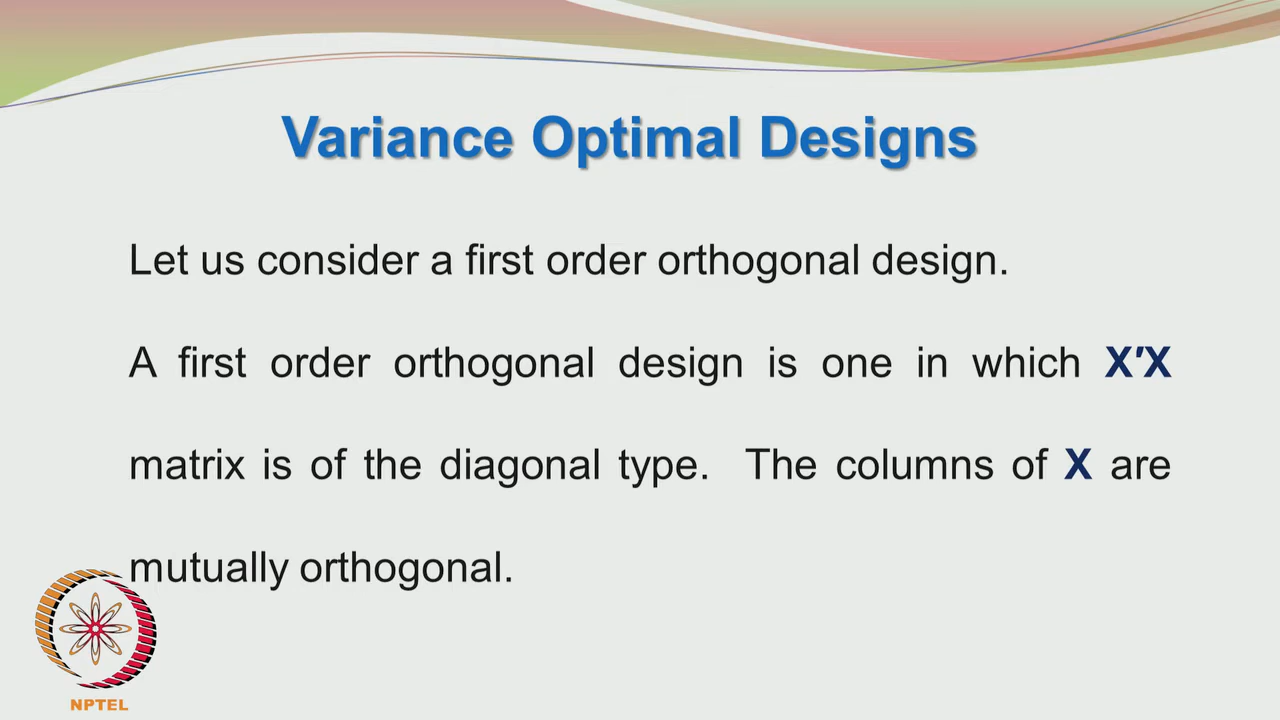 Variance Optimal Designs
Let us consider a first order orthogonal design.
A first order orthogonal design is one in which X′X
matrix is of the diagonal type. The columns of X are
mutually orthogonal.
NPTEL